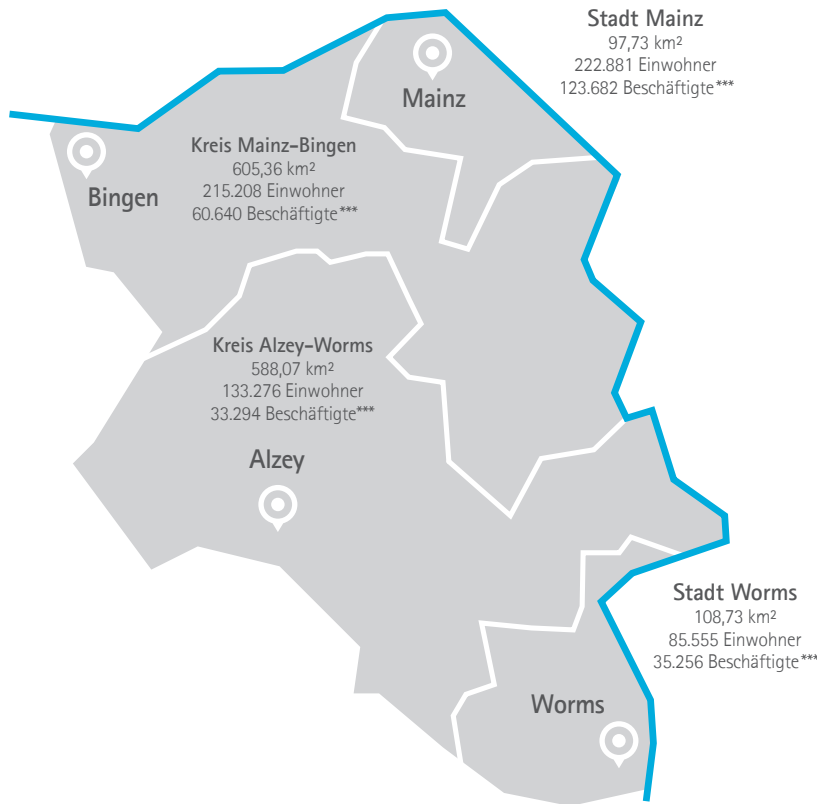 Stadt Mainz
97,73 km²
222.881 Einwohner
123.682 Beschäftigte***
Mainz
Kreis Mainz-Bingen
605,36 km²
215.208 Einwohner
60.640 Beschäftigte***
Bingen
Kreis Alzey-Worms
588,07 km²
133.276 Einwohner
33.294 Beschäftigte***
Alzey
Stadt Worms
108,73 km²
85.555 Einwohner
35.256 Beschäftigte***
Worms